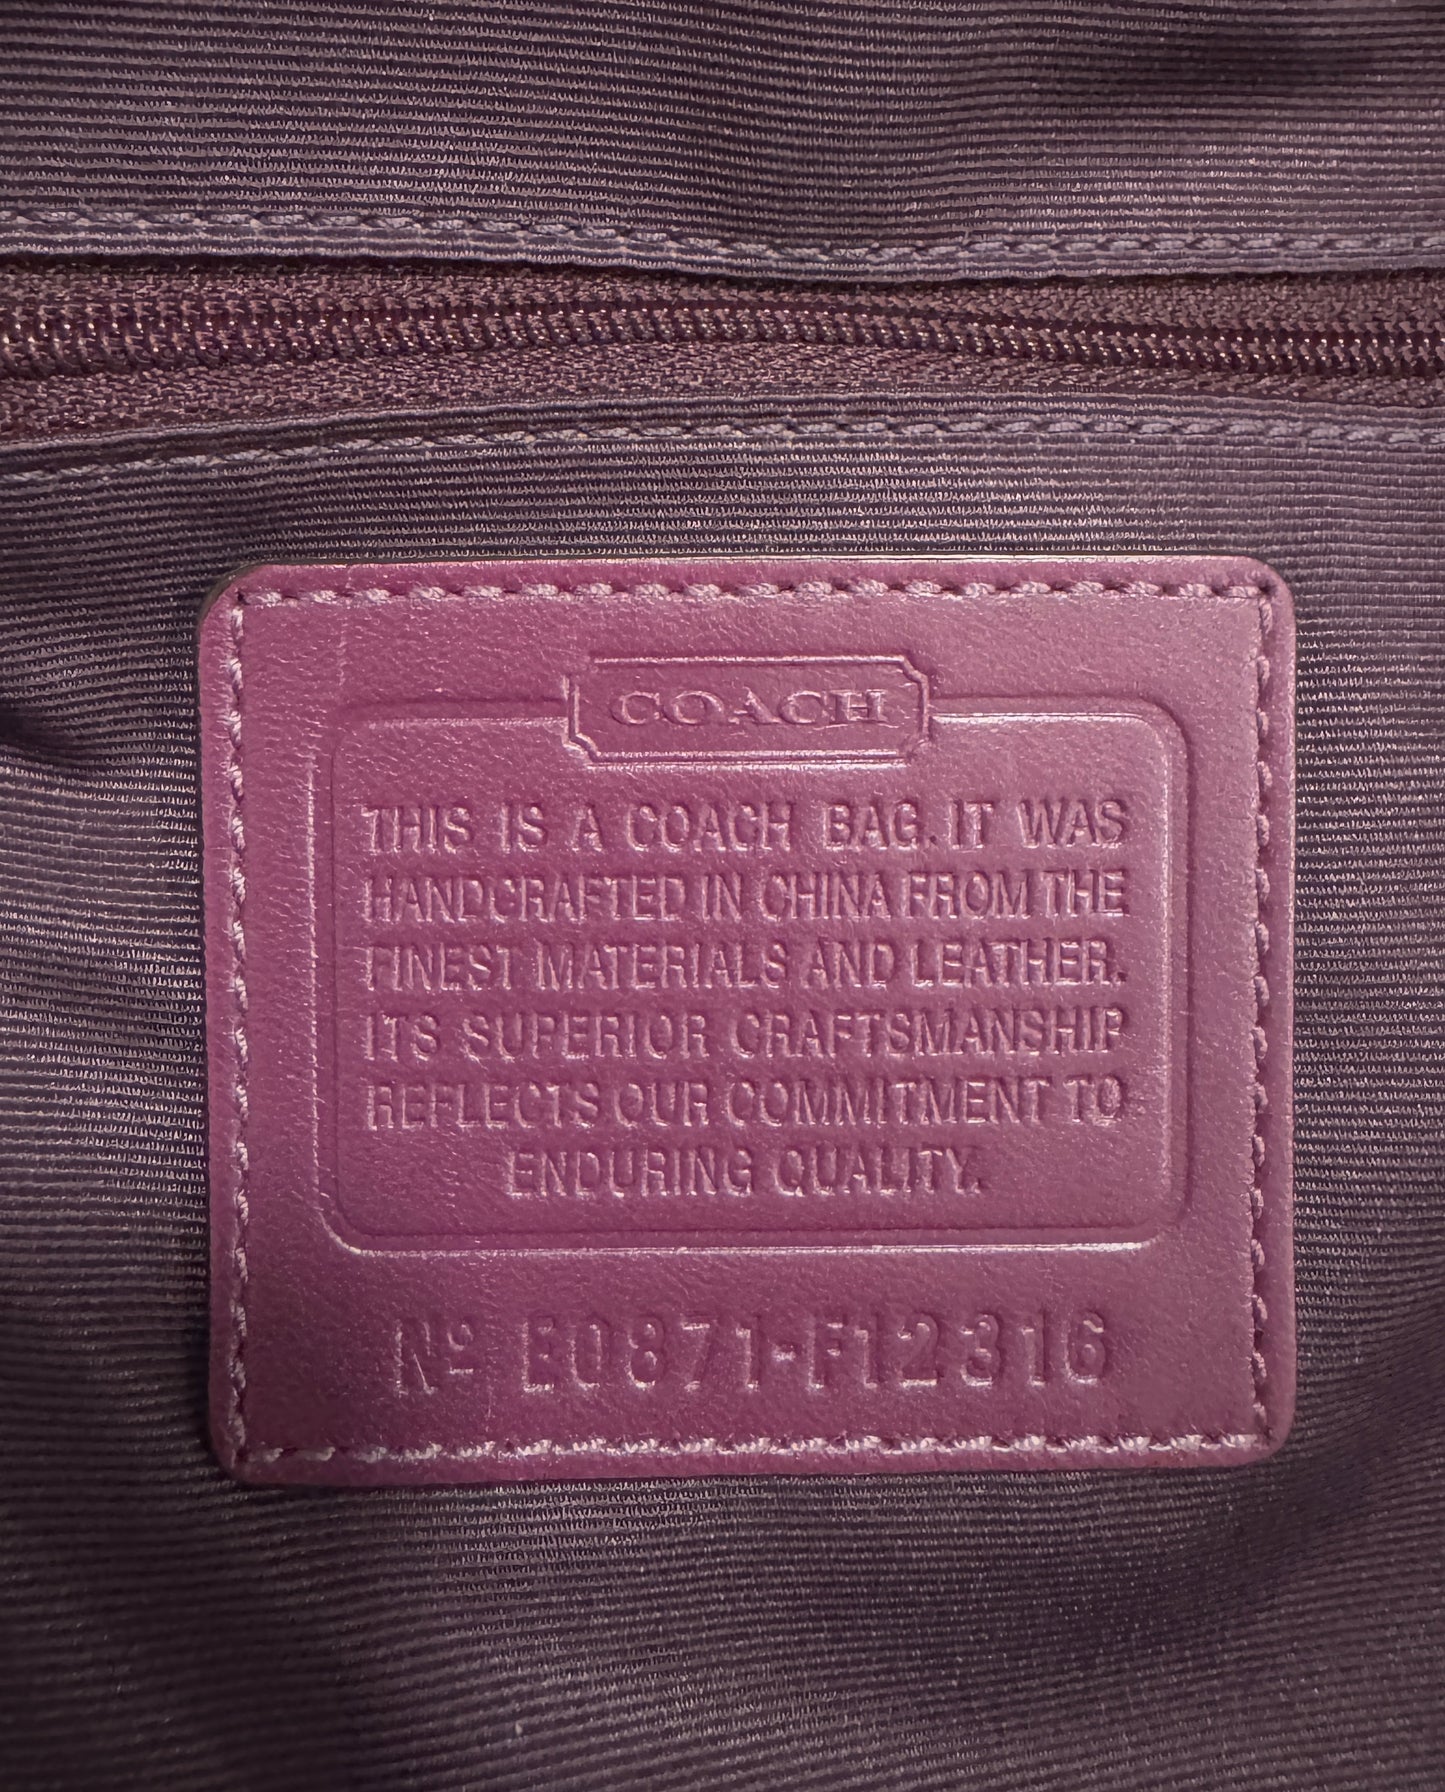 COACH
THIS IS A COACH BAG. IT WAS
HANDCRAFTED IN CHINA FROM THE
FINEST MATERIALS AND LEATHER.
ITS SUPERIOR CRAFTSMANSHIP
REFLECTS OUR COMMITMENT TO
ENDURING QUALITY.
Nº E0871-F12316